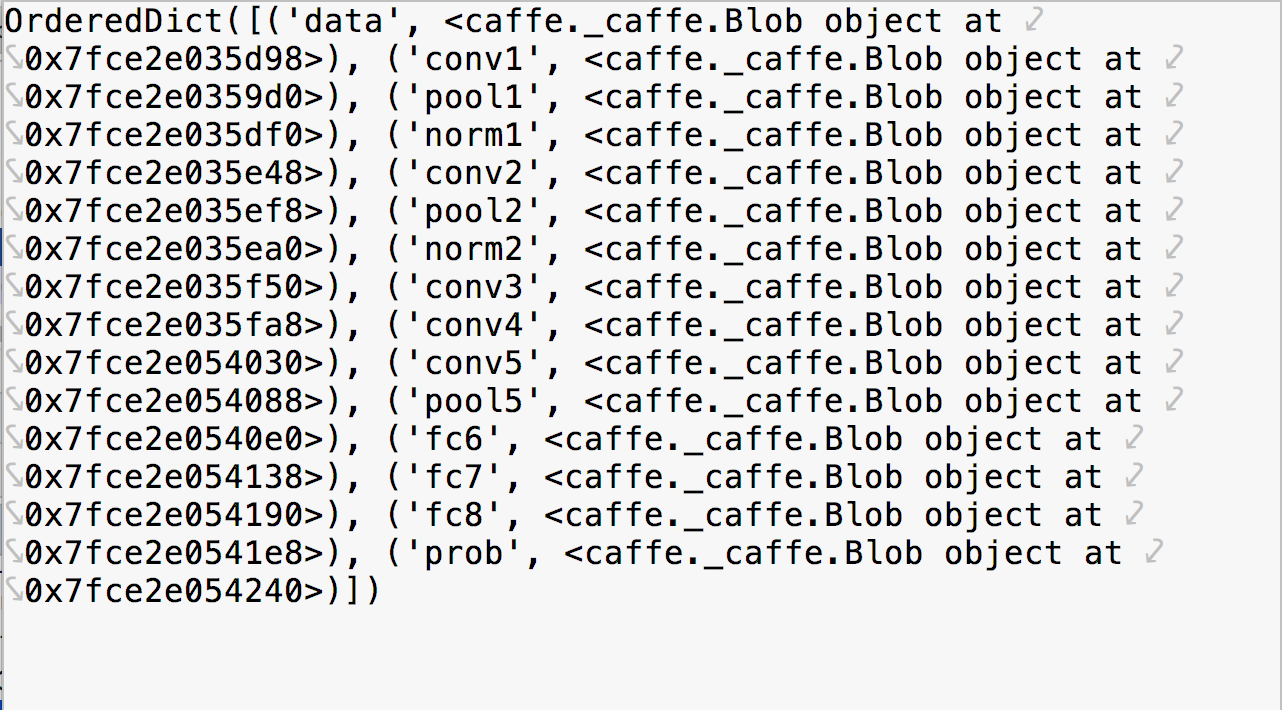 OrderedDict([('data', <caffe._caffe.Blob object at
0x7fce2e035d98>), ('conv1', <caffe._caffe.Blob object at
0x7fce2e0359d0>), ('pool1', <caffe._caffe.Blob object at
0x7fce2e035df0>), ('norm1', <caffe._caffe.Blob object at
0x7fce2e035e48>), ('conv2', <caffe._caffe.Blob object at
0x7fce2e035ef8>), ('pool2', <caffe._caffe.Blob object at
0x7fce2e035ea0>), ('norm2', <caffe._caffe.Blob object at
0x7fce2e035f50>), ('conv3', <caffe._caffe.Blob object at
0x7fce2e035fa8>), ('conv4', <caffe._caffe.Blob object at
0x7fce2e054030>), ('conv5', <caffe._caffe.Blob object at
0x7fce2e054088>), ('pool5', <caffe._caffe.Blob object at
0x7fce2e0540e0>), ('fc6', <caffe._caffe.Blob object at
0x7fce2e054138>), ('fc7', <caffe._caffe.Blob object at
0x7fce2e054190>), ('fc8', <caffe._caffe.Blob object at
0x7fce2e0541e8>), ('prob', <caffe._caffe.Blob object at
0x7fce2e054240>)])